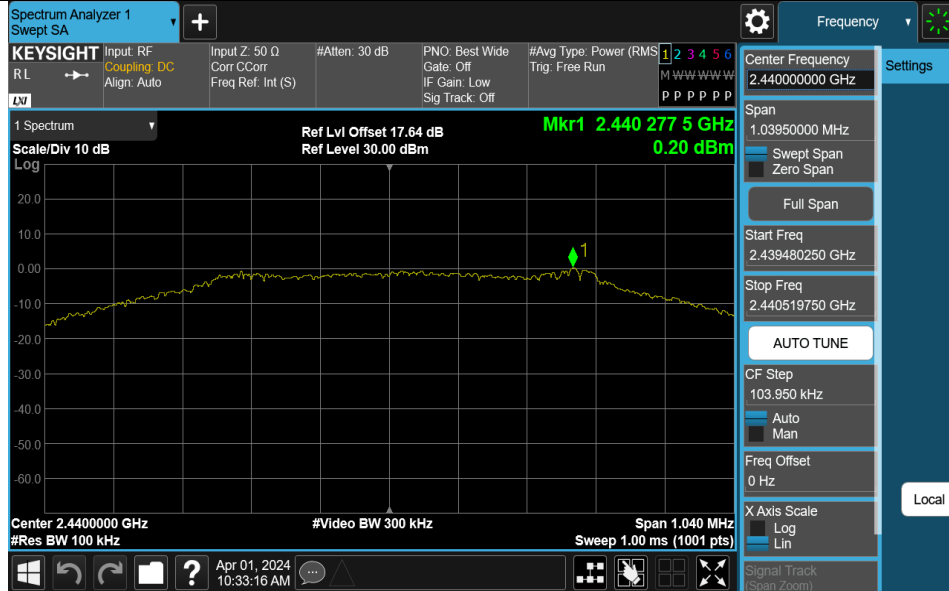 Spectrum Analyzer 1
Swept SA
Frequency
KEYSIGHT
RL
LXI
Input: RF
Coupling: DC
Align: Auto
Input Z: 50 Ω
Corr CCorr
Freq Ref: Int (S)
#Atten: 30 dB
PNO: Best Wide
Gate: Off
IF Gain: Low
Sig Track: Off
#Avg Type: Power (RMS
Trig: Free Run
1 2 3 4 5 6
M W W W W W
P P P P P P
1 Spectrum
Scale/Div 10 dB
Log
Ref Lvl Offset 17.64 dB
Ref Level 30.00 dBm
Mkr1 2.440 277 5 GHz
0.20 dBm
20.0
10.0
0.00
-10.0
-20.0
-30.0
-40.0
-50.0
-60.0
1
Center 2.4400000 GHz
#Res BW 100 kHz
#Video BW 300 kHz
Span 1.040 MHz
Sweep 1.00 ms (1001 pts)
Center Frequency
2.440000000 GHz
Span
1.03950000 MHz
Swept Span
Zero Span
Full Span
Start Freq
2.439480250 GHz
Stop Freq
2.440519750 GHz
AUTO TUNE
CF Step
103.950 kHz
Auto
Man
Freq Offset
0 Hz
X Axis Scale
Log
Lin
Signal Track
(Span Zoom)
Settings
Local
?
Apr 01, 2024
10:33:16 AM